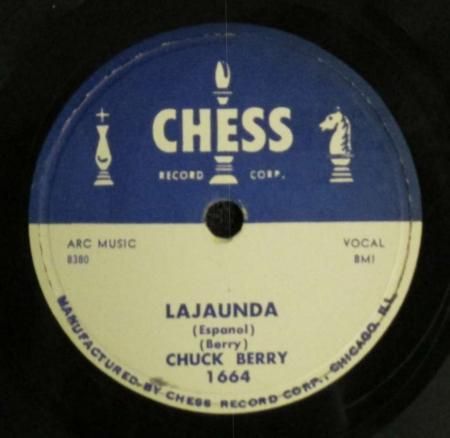 CHESS
RECORD CORP.
ARC MUSIC
8380
VOCAL
BMI
LAJAUNDA
(Espanol)
(Berry)
CHUCK BERRY
1664
MANUFACTURED BY CHESS RECORD CORP., CHICAGO, ILL